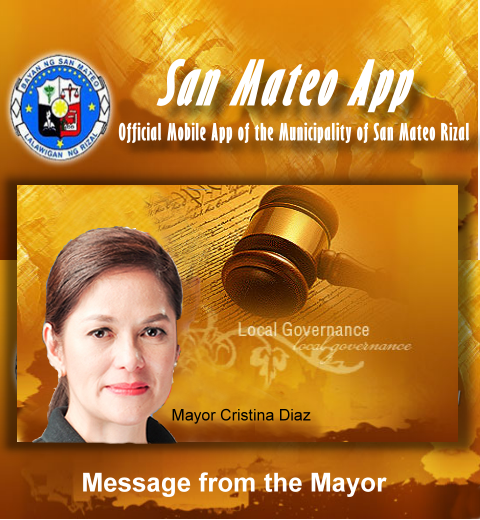 BAYAN NG SAN MATEO
LALAWIGAN NG RIZAL
San Mateo App
Official Mobile App of the Municipality of San Mateo Rizal
Local Governance
local governance
Mayor Cristina Diaz
Message from the Mayor